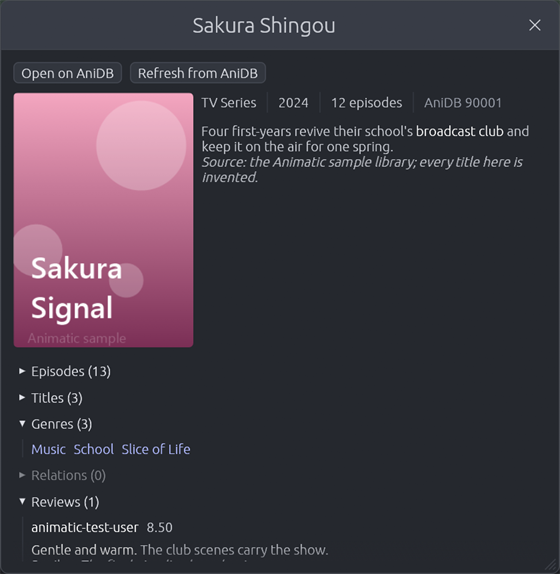 Sakura Shingou
Open on AniDB Refresh from AniDB
TV Series 2024 12 episodes AniDB 90001
Four first-years revive their school's broadcast club and
keep it on the air for one spring.
Source: the Animatic sample library; every title here is
invented.
Sakura
Signal
Animatic sample
Episodes (13)
Titles (3)
Genres (3)
Music School Slice of Life
Relations (0)
Reviews (1)
animatic-test-user 8.50
Gentle and warm. The club scenes carry the show.